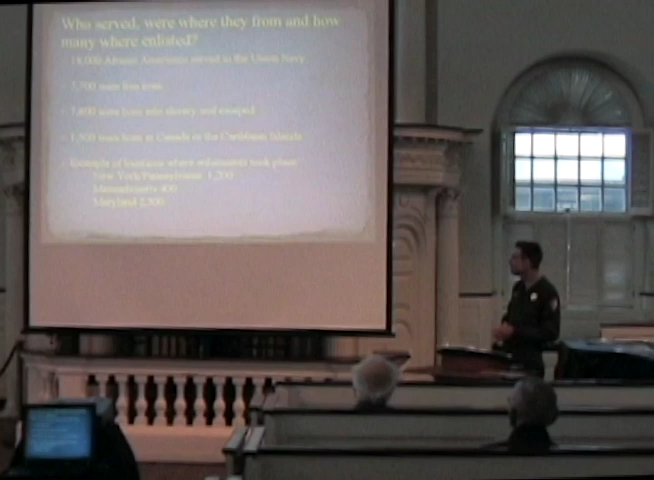 Who served, were where they from and how
many where enlisted?
18,000 African Americans served in the Union Navy
7,700 were free born
7,800 were born into slavery and escaped
1,500 were born in Canada or the Caribbean Islands
Example of locations where enlistments took place
New York/Pennsylvania 1,200
Massachusetts 400
Maryland 2,300